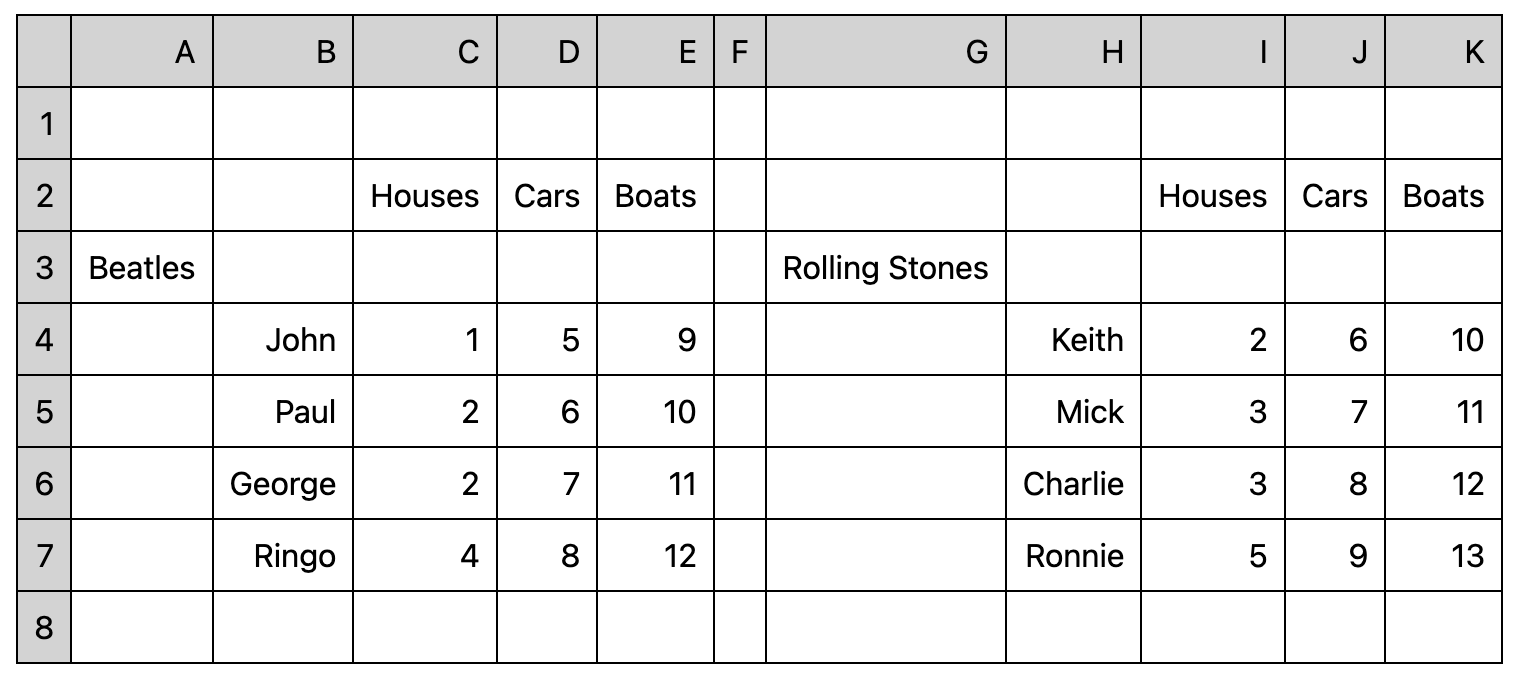 A B C D E F G H I J K
1
2 Houses Cars Boats Houses Cars Boats
3 Beatles Rolling Stones
4 John 1 5 9 Keith 2 6 10
5 Paul 2 6 10 Mick 3 7 11
6 George 2 7 11 Charlie 3 8 12
7 Ringo 4 8 12 Ronnie 5 9 13
8